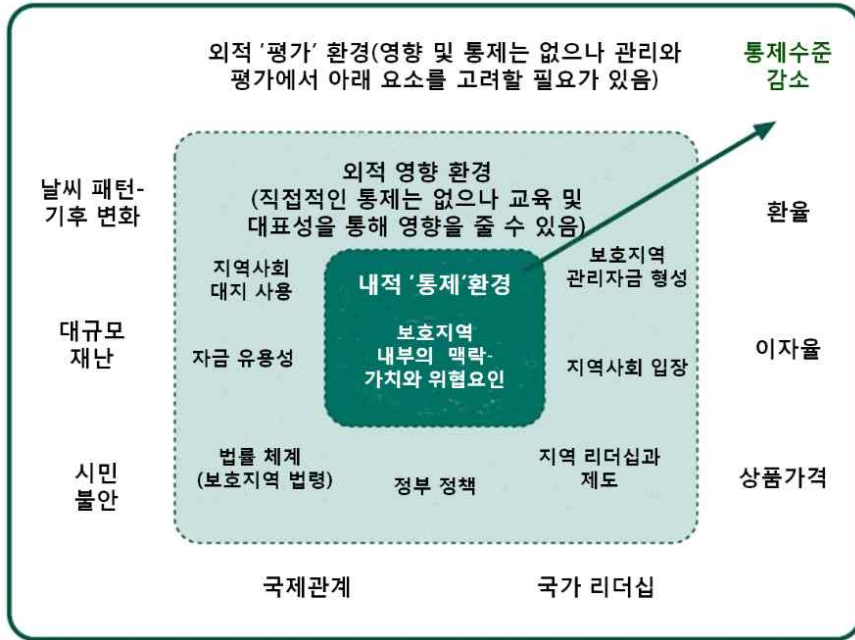 외적 '평가' 환경(영향 및 통제는 없으나 관리와
평가에서 아래 요소를 고려할 필요가 있음)
통제수준
감소
외적 영향 환경
(직접적인 통제는 없으나 교육 및
대표성을 통해 영향을 줄 수 있음)
날씨 패턴-
기후 변화
환율
지역사회
대지 사용
내적 '통제'환경
보호지역
관리자금 형성
대규모
재난
자금 유용성
보호지역
내부의 맥락-
가치와 위협요인
지역사회 입장
이자율
시민
불안
법률 체계
(보호지역 법령)
정부 정책
지역 리더십과
제도
상품가격
국제관계
국가 리더십